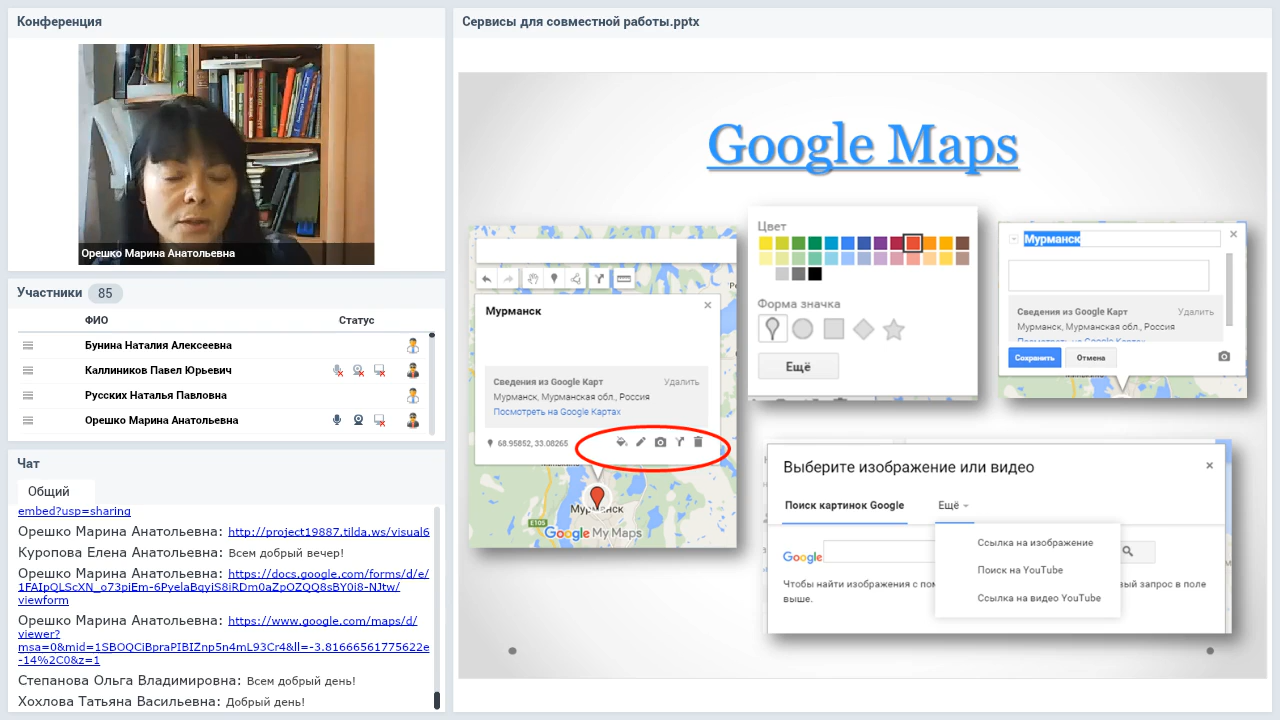 Конференция
Орешко Марина Анатольевна
Участники 85
ФИО Статус
Бунина Наталия Алексеевна
Каллиников Павел Юрьевич
Русских Наталья Павловна
Орешко Марина Анатольевна
Чат
Общий
embed?usp=sharing
Орешко Марина Анатольевна: http://project19887.tilda.ws/visual6
Куропова Елена Анатольевна: Всем добрый вечер!
Орешко Марина Анатольевна: https://docs.google.com/forms/d/e/
1FAIpQLScXN_o73piEm-6PyelaBqyiS8iRDm0aZpOZQQ8sBY0i8-NJtw/
viewform
Орешко Марина Анатольевна: https://www.google.com/maps/d/
viewer?
msa=0&mid=1SBOQCiBpraPIBIZnp5n4mL93Cr4&ll=-3.81666561775622e
-14%2C0&z=1
Степанова Ольга Владимировна: Всем добрый день!
Хохлова Татьяна Васильевна: Добрый день!
Сервисы для совместной работы.pptx
Google Maps
Мурманск
Сведения из Google Карт Удалить
Мурманск, Мурманская обл., Россия
Посмотреть на Google Картах
68.95852, 33.08265
Мурманск
E105
Google My Maps
Цвет
Форма значка
Ещё
Мурманск
Сведения из Google Карт Удалить
Мурманск, Мурманская обл., Россия
Посмотреть на Google Картах
Сохранить Отмена
Выберите изображение или видео
Поиск картинок Google Ещё
Ссылка на изображение
Google
Поиск на YouTube
Чтобы найти изображения с пом вый запрос в поле
выше.
Ссылка на видео YouTube